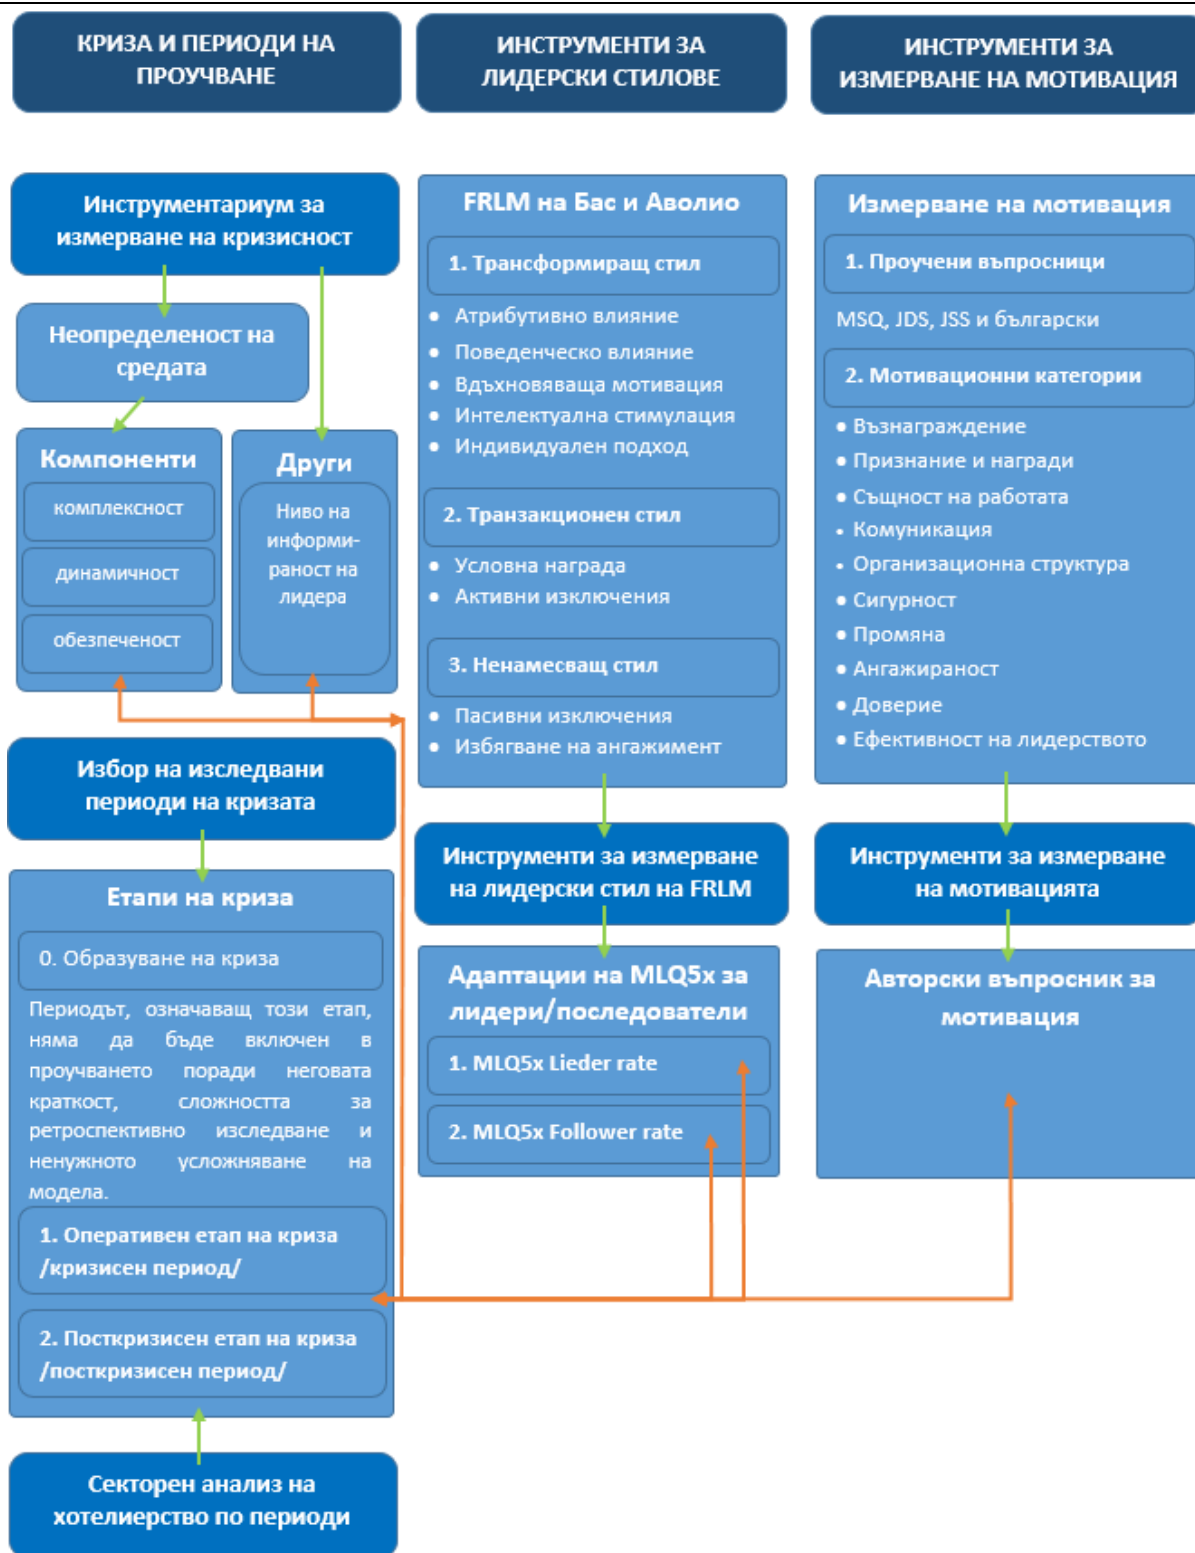 КРИЗА И ПЕРИОДИ НА
ПРОУЧВАНЕ
Инструментариум за
измерване на кризисност
Неопределеност на
средата
Компоненти
комплексност
динамичност
обезпеченост
Други
Ниво на
информи-
раност на
лидера
Избор на изследвани
периоди на кризата
Етапи на криза
0. Образуване на криза
Периодът, означаващ този етап,
няма да бъде включен в
проучването поради неговата
краткост, сложността за
ретроспективно изследване и
ненужното усложняване на
модела.
1. Оперативен етап на криза
/кризисен период/
2. Посткризисен етап на криза
/посткризисен период/
Секторен анализ на
хотелиерство по периоди
ИНСТРУМЕНТИ ЗА
ЛИДЕРСКИ СТИЛОВЕ
FRLM на Бас и Аволио
1. Трансформиращ стил
• Атрибутивно влияние
• Поведенческо влияние
• Вдъхновяваща мотивация
• Интелектуална стимулация
• Индивидуален подход
2. Транзакционен стил
• Условна награда
• Активни изключения
3. Ненамесващ стил
• Пасивни изключения
• Избягване на ангажимент
Инструменти за измерване
на лидерски стил на FRLM
Адаптации на MLQ5x за
лидери/последователи
1. MLQ5x Lieder rate
2. MLQ5x Follower rate
ИНСТРУМЕНТИ ЗА
ИЗМЕРВАНЕ НА МОТИВАЦИЯ
Измерване на мотивация
1. Проучени въпросници
MSQ, JDS, JSS и български
2. Мотивационни категории
• Възнаграждение
• Признание и награди
• Същност на работата
• Комуникация
• Организационна структура
• Сигурност
• Промяна
• Ангажираност
• Доверие
• Ефективност на лидерството
Инструменти за измерване
на мотивацията
Авторски въпросник за
мотивация